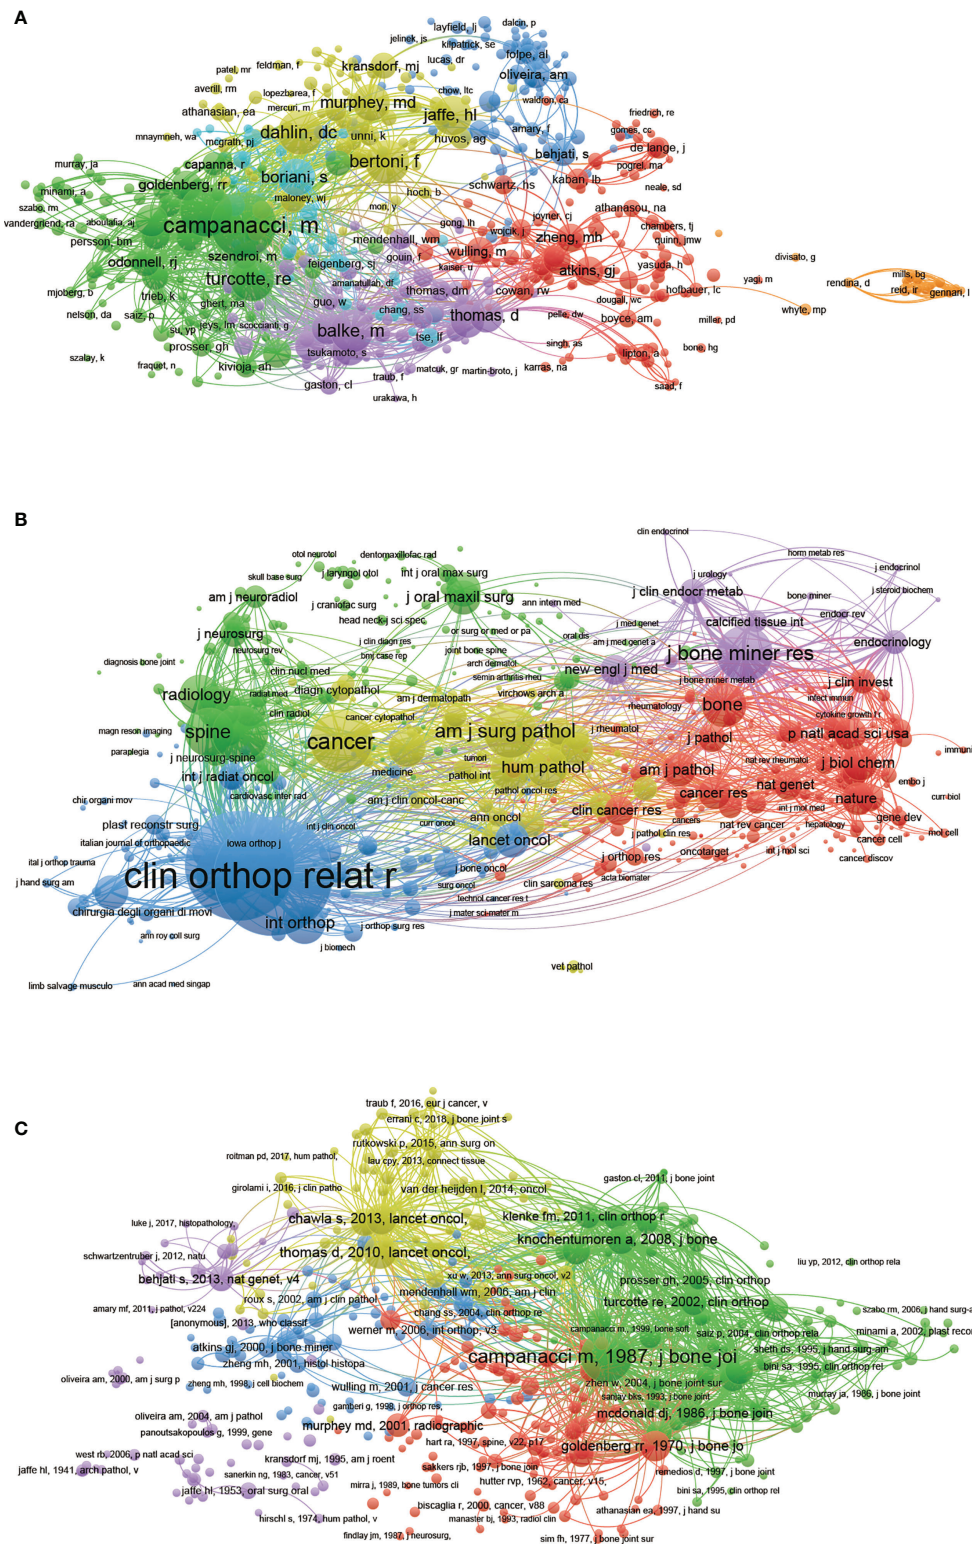 A
layfield, lj
dalcin, p
jelinek, js
kilpatrick, se
folpe, al
lucas, dr
oliveira, am
patel, mr
feldman, f
kransdorf, mj
chow, ltc
averill, rm
lopezbarea, f
murphey, md
waldron, ca
athanasian, ea
mercuri, m
jaffe, hl
friedrich, re
mnaymneh, wa
dahlin, dc
unni, k
huvos, ag
amary, f
gomes, cc
mcgrath, pj
bertoni, f
behjati, s
de lange, j
murray, ja
capanna, r
boriani, s
pogrel, ma
minami, a
goldenberg, rr
maloney, wj
hoch, b
schwartz, hs
kaban, lb
neale, sd
szabo, rm
mon, y
joyner, cj
athanasou, na
vandergriend, ra
aboulafia, aj
campanacci, m
gong, lh
wojcik, j
chambers, tj
persson, bm
mendenhall, wm
zheng, mh
quinn, jmw
odonnell, rj
szendroi, m
gouin, f
wulling, m
yasuda, h
divisato, g
feigenberg, sj
kaiser, u
atkins, gj
turcotte, re
amanatullah, df
thomas, dm
cowan, rw
hofbauer, lc
yagi, m
rendina, d
mills, bg
reid, ir
gennari, l
mjoberg, b
trieb, k
ghert, ma
guo, w
chang, ss
dougall, wc
whyte, mp
nelson, da
saiz, p
su, yp
jeys, lm
scoccianti, g
balke, m
thomas, d
pelle, dw
boyce, am
miller, pd
prosser, gh
tsukamoto, s
tse, lf
singh, as
lipton, a
bone, hg
szalay, k
fraquet, n
kivioja, ah
gaston, cl
traub, f
matcuk, gr
martin-broto, j
karras, na
saad, f
urakawa, h
B
clin endocrinol
otol neurotol
dentomaxillofac rad
horm metab res
skull base surg
j laryngol otol
int j oral max surg
j urology
j endocrinol
am j neuroradiol
j oral maxil surg
j clin endocr metab
bone miner
j steroid biochem
j craniofac surg
ann intern med
j neurosurg
head neck-j sci spec
j med genet
calcified tissue int
endocr rev
neurosurg rev
j clin diagn res
or surg or med or pa
oral dis
am j med genet a
endocrinology
diagnosis bone joint
bmj case rep
joint bone spine
clin nucl med
arch dermatol
new engl j med
j bone miner res
radiology
radiat med
diagn cytopathol
semin arthritis rheu
j bone miner metab
j clin invest
am j dermatopath
virchows arch a
infect immun
clin radiol
cancer cytopathol
rheumatology
bone
cytokine growth f r
magn reson imaging
spine
cancer
am j surg pathol
j rheumatol
j pathol
p natl acad sci usa
paraplegia
j neurosurg-spine
tumori
nat rev rheumatol
immuni
int j radiat oncol
medicine
pathol int
hum pathol
am j pathol
j biol chem
cardiovasc infer rad
pathol oncol res
nat genet
embo j
curr biol
chir organi mov
am j clin oncol-canc
cancer res
nature
ann oncol
clin cancer res
int j mol med
plast reconstr surg
int j clin oncol
curr oncol
cancers
gene dev
italian journal of orthopaedic
iowa orthop j
lancet oncol
j pathol clin res
nat rev cancer
hepatology
mol cell
ital j orthop trauma
oncotarget
j hand surg am
clin orthop relat r
j bone oncol
j orthop res
int j mol sci
cancer discov
surg oncol
clin sarcoma res
acta biomater
technol cancer res t
chirurgia degli organi di movi
int orthop
j orthop surg res
j mater sci-mater m
ann roy coll surg
j biomech
vet pathol
limb salvage musculo
ann acad med singap
C
traub f, 2016, eur j cancer, v
errani c, 2018, j bone joint s
rutkowski p, 2015, ann surg on
roitman pd, 2017, hum pathol,
lau cpy, 2013, connect tissue
gaston cl, 2011, j bone joint
girolami i, 2016, j clin patho
van der heijden l, 2014, oncol
luke j, 2017, histopathology,
chawla s, 2013, lancet oncol,
klenke fm, 2011, clin orthop r
knochentumoren a, 2008, j bone
schwartzentruber j, 2012, natu
thomas d, 2010, lancet oncol,
liu yp, 2012, clin orthop rela
behjati s, 2013, nat genet, v4
xu w, 2013, ann surg oncol, v2
prosser gh, 2005, clin orthop
mendenhall wm, 2006, am j clin
roux s, 2002, am j clin pathol
turcotte re, 2002, clin orthop
amary mf, 2011, j pathol, v224
chang ss, 2004, clin orthop re
szabo rm, 2006, j hand surg-a
[anonymous], 2013, who classif
werner m, 2006, int orthop, v3
campanacci m., 1999, bone soft
saiz p, 2004, clin orthop rela
minami a, 2002, plast recor
atkins gj, 2000, j bone miner
campanacci m, 1987, j bone joi
sheth ds, 1995, j hand surg-am
zheng mh, 2001, histol histopa
bini sa, 1995, clin orthop rel
oliveira am, 2000, am j surg p
zheng mh, 1998, j cell biochem
wulling m, 2001, j cancer res
zhen w, 2004, j bone joint sur
sanjay bks, 1993, j bone joint
murray ja, 1986, j bone joint
gamberi g, 1998, j orthop res,
mcdonald dj, 1986, j bone join
oliveira am, 2004, am j pathol
murphey md, 2001, radiographic
panoutsakopoulos g, 1999, gene
hart ra, 1997, spine, v22, p17
goldenberg rr, 1970, j bone jo
west rb, 2006, p natl acad sci
kransdorf mj, 1995, am j roent
sakkers rjb, 1997, j bone join
jaffe hl, 1941, arch pathol, v
sanerkin ng, 1983, cancer, v51
remedios d, 1997, j bone joint
mirra j, 1989, bone tumors cli
hutter rvp, 1962, cancer, v15,
jaffe hl, 1953, oral surg oral
bini sa, 1995, clin orthop rel
biscaglia r, 2000, cancer, v88
athanasian ea, 1997, j hand su
hirschl s, 1974, hum pathol, v
manaster bj, 1993, radiol clin
findlay jm, 1987, j neurosurg,
sim fh, 1977, j bone joint sur